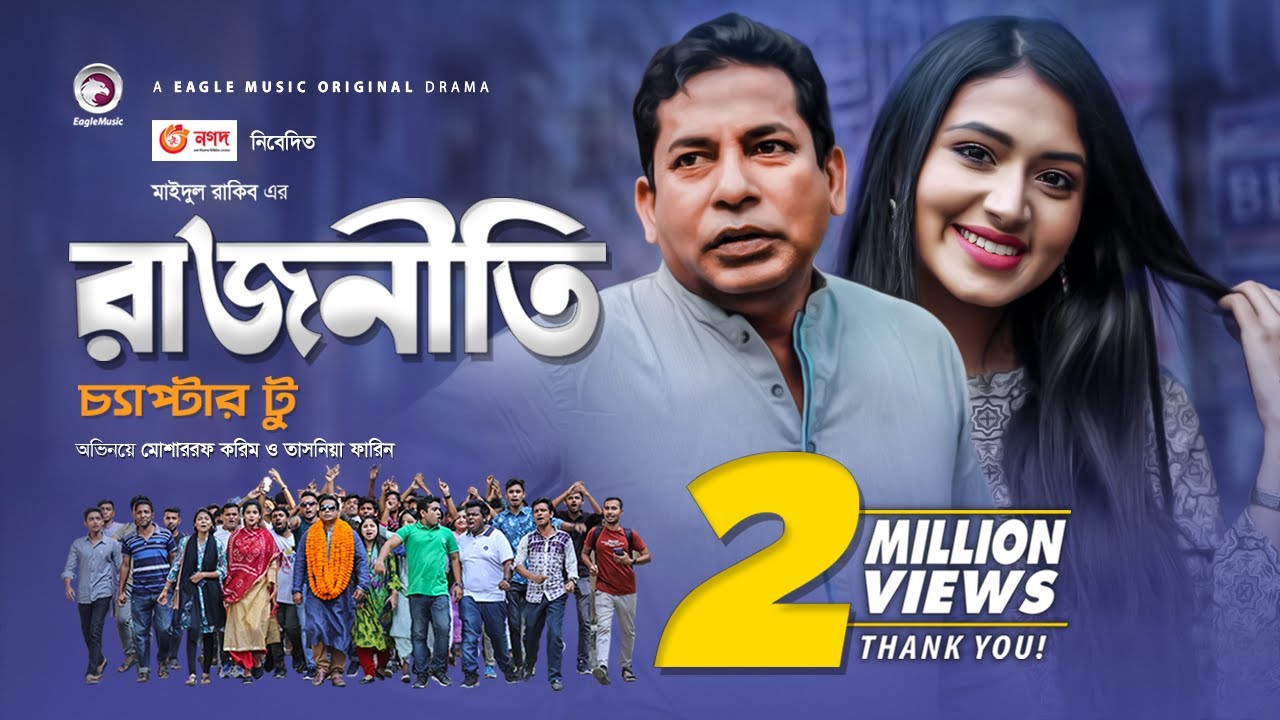 EagleMusic
A EAGLE MUSIC ORIGINAL DRAMA
নগদ নিবেদিত
মাইদুল রাকিব এর
রাজনীতি
চ্যাপ্টার টু
অভিনয়ে মোশাররফ করিম ও তাসনিয়া ফারিন
2 MILLION
VIEWS
THANK YOU!